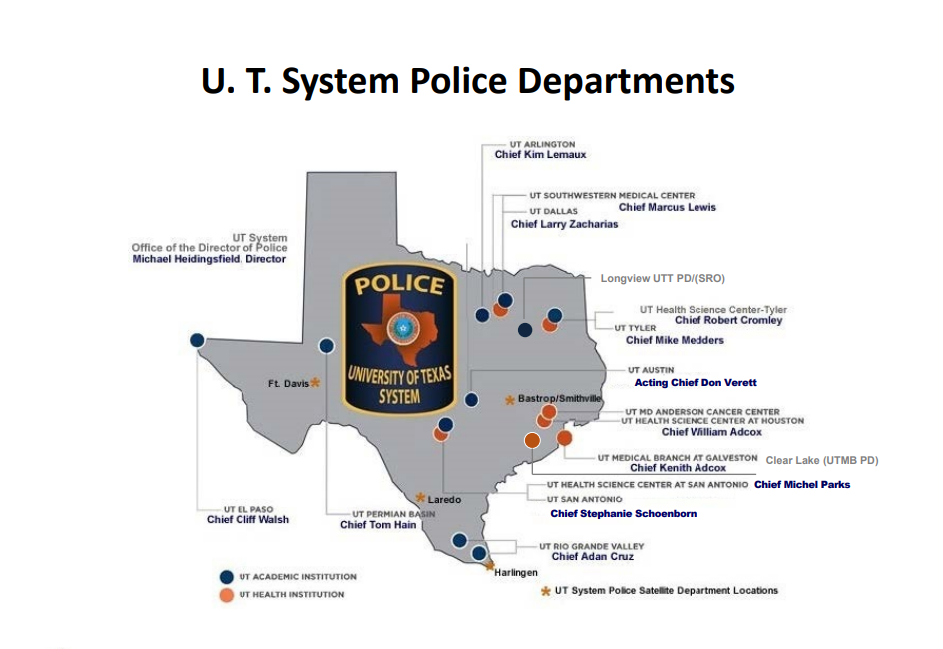 U. T. System Police Departments
UT ARLINGTON
Chief Kim Lemaux
UT SOUTHWESTERN MEDICAL CENTER
Chief Marcus Lewis
UT DALLAS
Chief Larry Zacharias
UT System
Office of the Director of Police
Michael Heidingsfield, Director
Longview UTT PD/(SRO)
POLICE
UNIVERSITY OF TEXAS
SYSTEM
UT Health Science Center-Tyler
Chief Robert Cromley
UT TYLER
Chief Mike Medders
UT AUSTIN
Acting Chief Don Verett
Ft. Davis
Bastrop/Smithville
UT MD ANDERSON CANCER CENTER
UT HEALTH SCIENCE CENTER AT HOUSTON
Chief William Adcox
UT MEDICAL BRANCH AT GALVESTON
Chief Kenith Adcox
Clear Lake (UTMB PD)
UT HEALTH SCIENCE CENTER AT SAN ANTONIO
Chief Michel Parks
UT SAN ANTONIO
Chief Stephanie Schoenborn
Laredo
UT EL PASO
Chief Cliff Walsh
UT PERMIAN BASIN
Chief Tom Hain
UT RIO GRANDE VALLEY
Chief Adan Cruz
Harlingen
UT ACADEMIC INSTITUTION
UT HEALTH INSTITUTION
UT System Police Satellite Department Locations